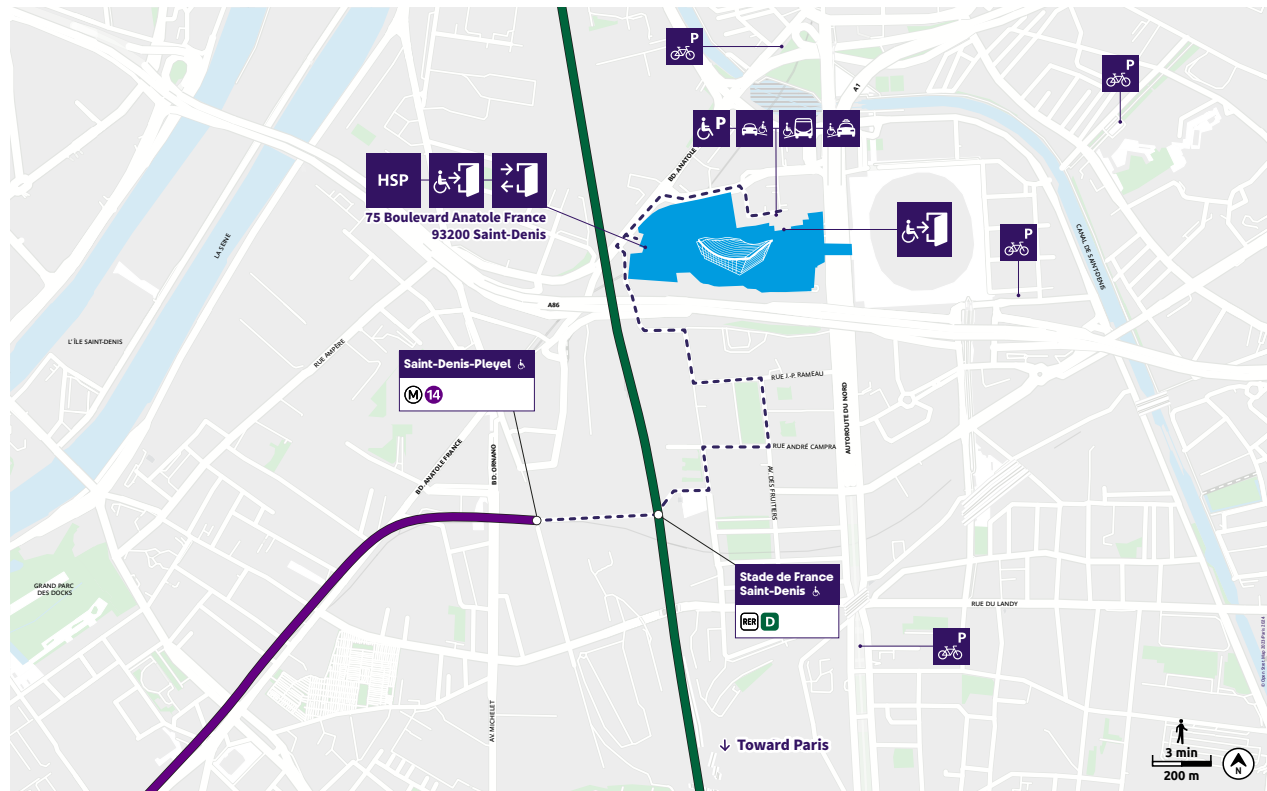 P
P
A1
P
BD. ANATOLE
HSP
75 Boulevard Anatole France
93200 Saint-Denis
LA SEINE
P
CANAL DE SAINT-DENIS
A86
L' ÎLE SAINT-DENIS
RUE AMPÈRE
Saint-Denis-Pleyel
M 14
RUE J.-P. RAMEAU
AUTOROUTE DU NORD
BD. ANATOLE FRANCE
BD. ORNANO
RUE ANDRÉ CAMPRA
AV. DES FRUITIERS
GRAND PARC
DES DOCKS
Stade de France
Saint-Denis
RER D
RUE DU LANDY
P
AV. MICHELET
Toward Paris
3 min
200 m
N